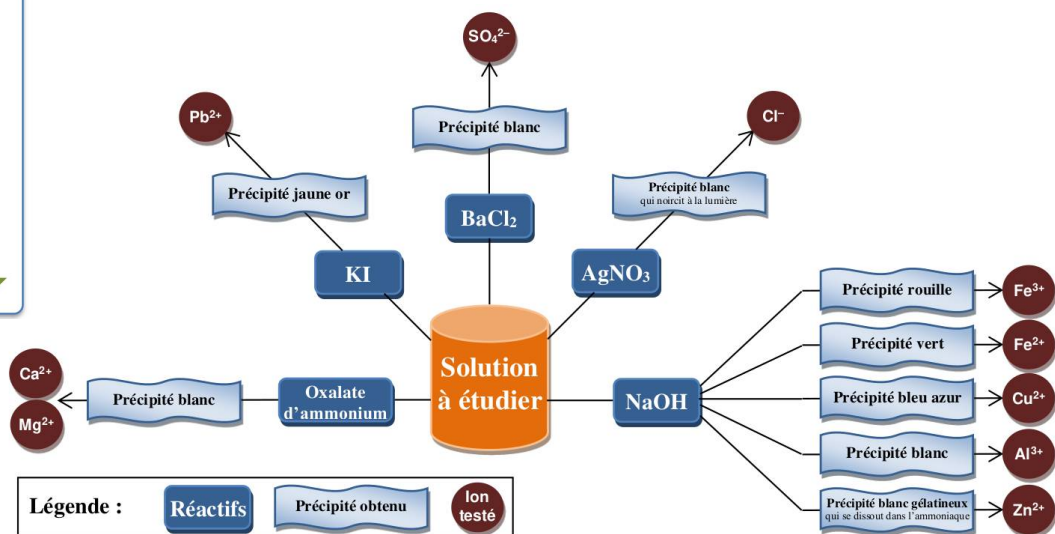 SO₄²⁻
Pb²⁺
Cl⁻
Précipité blanc
Précipité jaune or
Précipité blanc
qui noircit à la lumière
BaCl₂
KI
AgNO₃
Précipité rouille
Fe³⁺
Précipité vert
Fe²⁺
Ca²⁺
Mg²⁺
Précipité blanc
Oxalate
d’ammonium
Solution
à étudier
NaOH
Précipité bleu azur
Cu²⁺
Précipité blanc
Al³⁺
Précipité blanc gélatineux
qui se dissout dans l’ammoniaque
Zn²⁺
Légende :
Réactifs
Précipité obtenu
Ion
testé